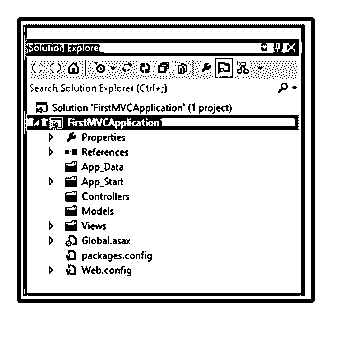 Solution Explorer
Search Solution Explorer (Ctrl+;)
Solution 'FirstMVCApplication' (1 project)
FirstMVCApplication
Properties
References
App_Data
App_Start
Controllers
Models
Views
Global.asax
packages.config
Web.config